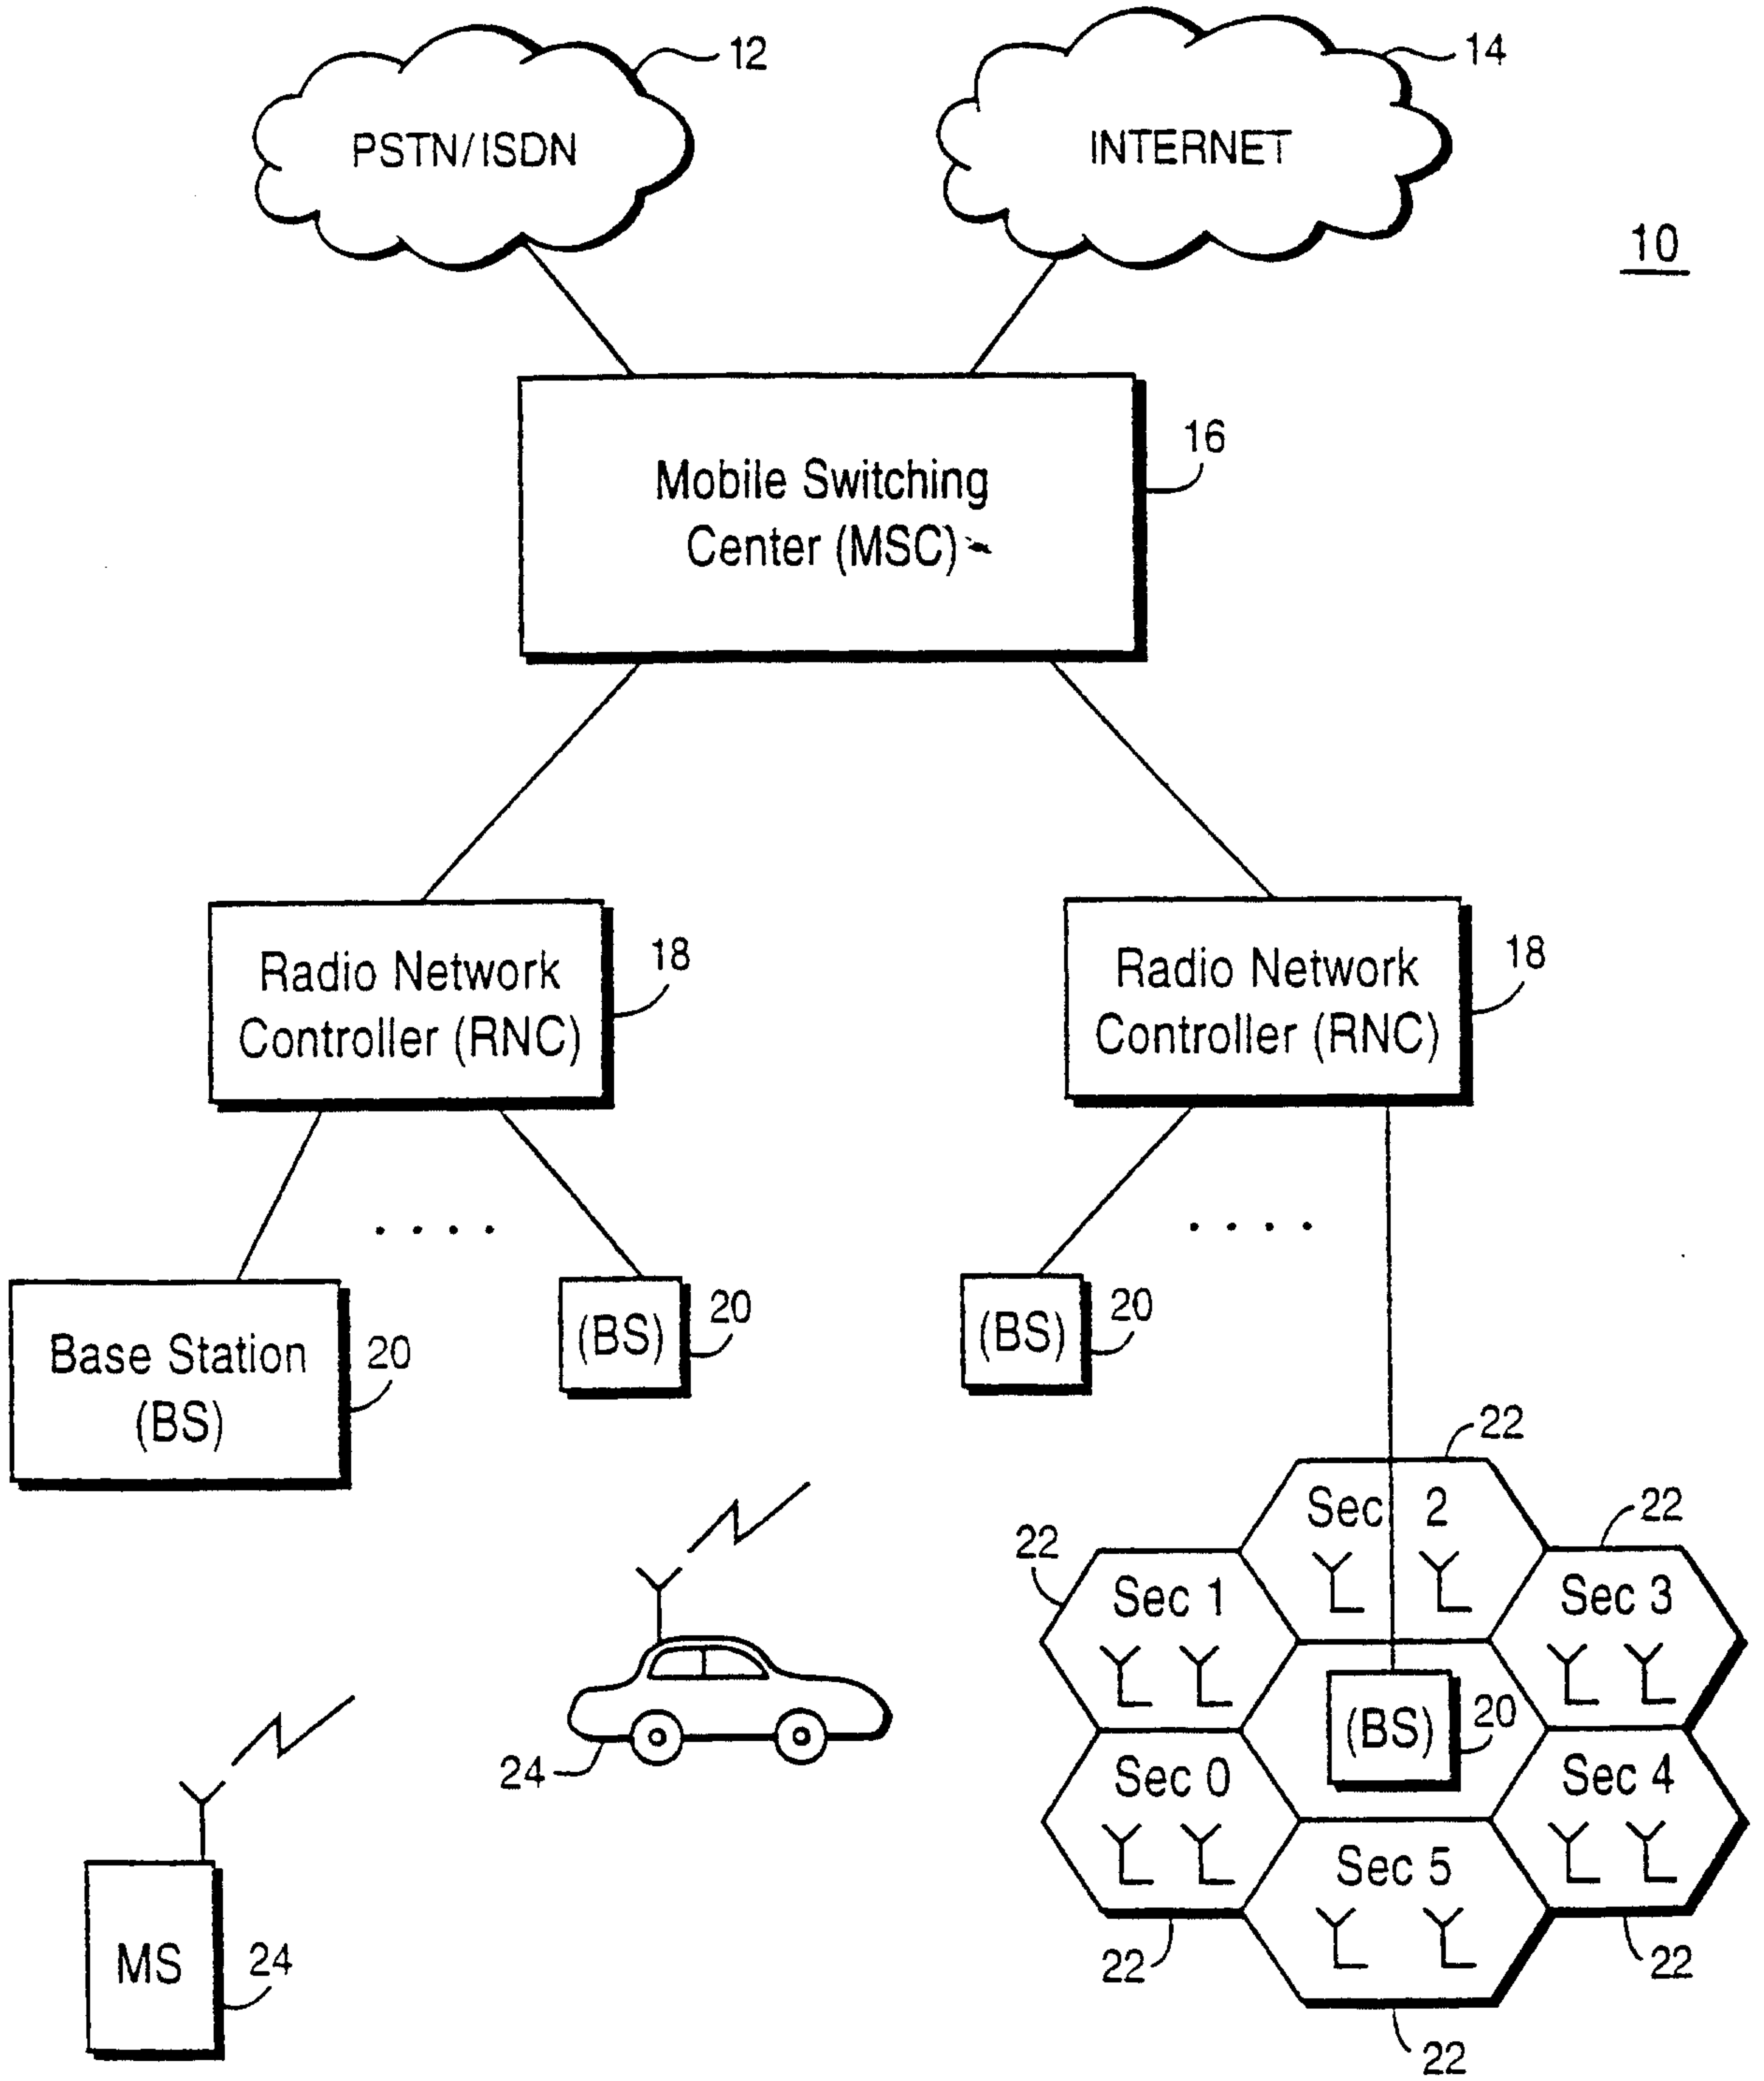 12
14
PSTN/ISDN
INTERNET
10
16
Mobile Switching
Center (MSC)
18
18
Radio Network
Controller (RNC)
Radio Network
Controller (RNC)
20
(BS)
20
(BS)
20
Base Station
(BS)
22
Sec 2
22
22
Sec 1
Sec 3
20
(BS)
24
Sec 0
Sec 4
Sec 5
MS
24
22
22
22